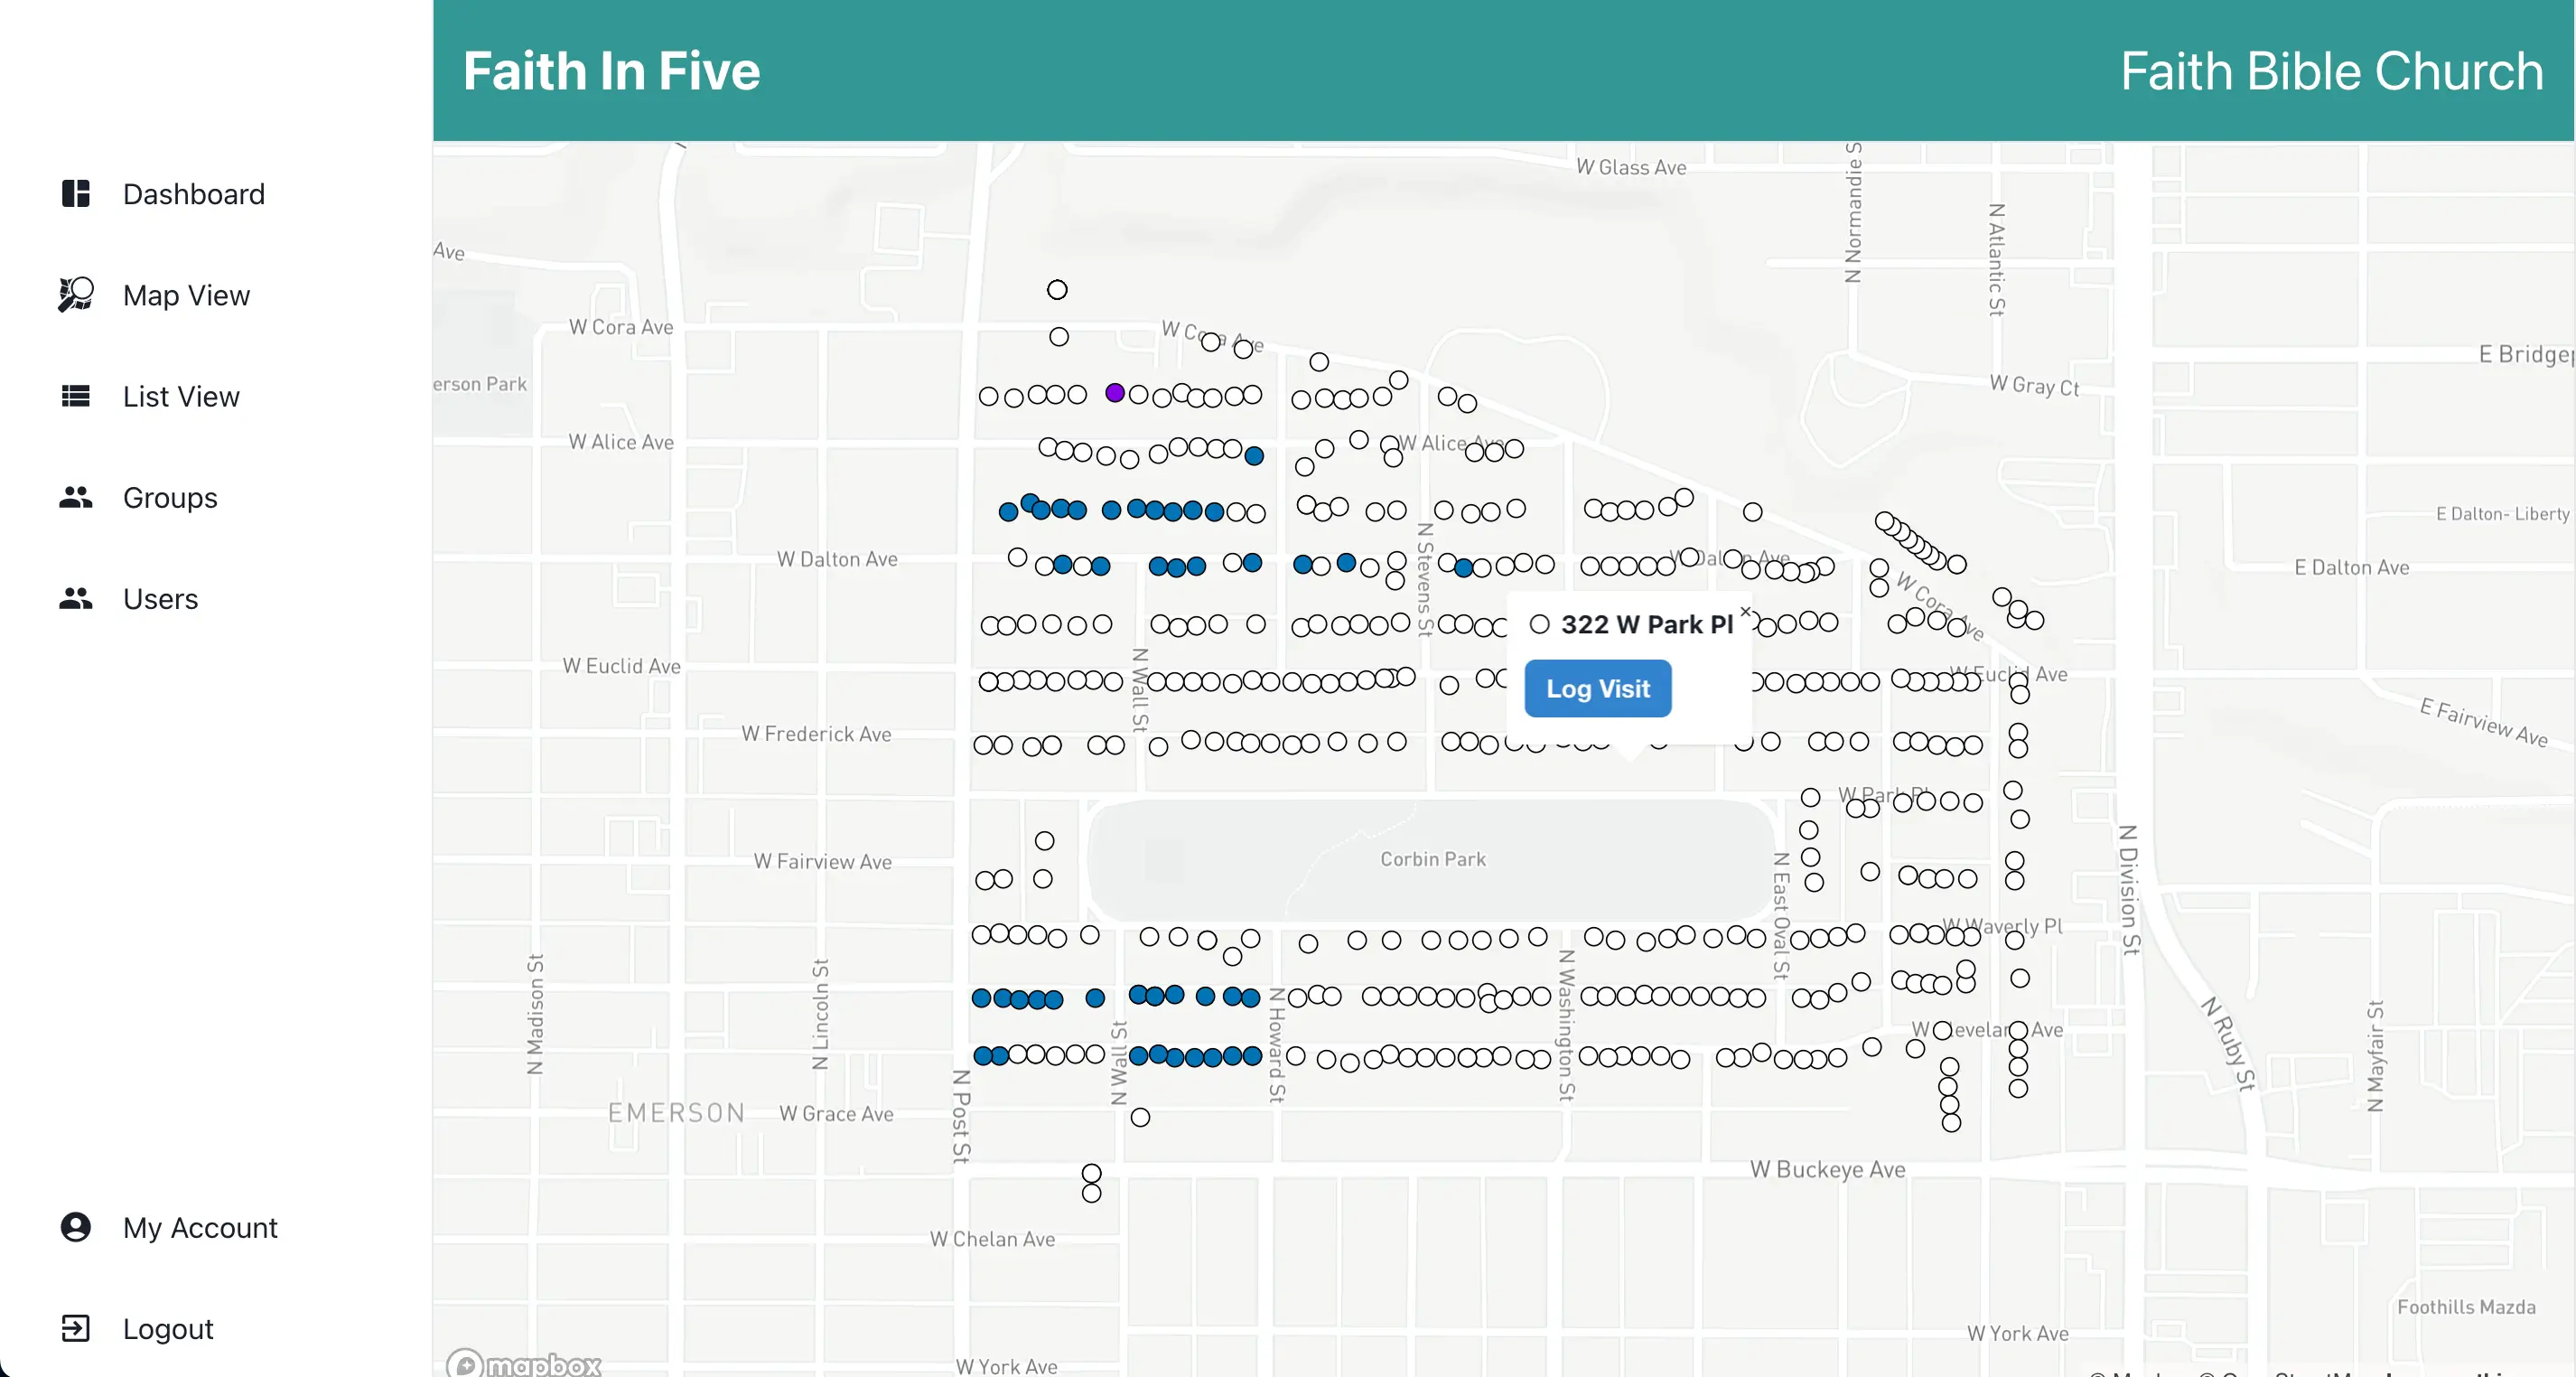 Faith In Five
Faith Bible Church
Dashboard
Map View
List View
Groups
Users
My Account
Logout
W Glass Ave
N Normandie S
N Atlantic St
Ave
W Cora Ave
W Cora Ave
E Bridge
erson Park
W Gray Ct
W Alice Ave
W Alice Ave
E Dalton- Liberty
N Stevens St
W Dalton Ave
W Dalton Ave
E Dalton Ave
W Cora Ave
322 W Park Pl
×
Log Visit
W Euclid Ave
N Wall St
W Euclid Ave
W Frederick Ave
E Fairview Ave
W Park Pl
W Fairview Ave
Corbin Park
N East Oval St
N Division St
W Waverly Pl
N Madison St
N Lincoln St
N Wall St
N Howard St
N Washington St
W Cleveland Ave
N Ruby St
N Mayfair St
N Post St
EMERSON
W Grace Ave
W Buckeye Ave
W Chelan Ave
Foothills Mazda
W York Ave
W York Ave
mapbox